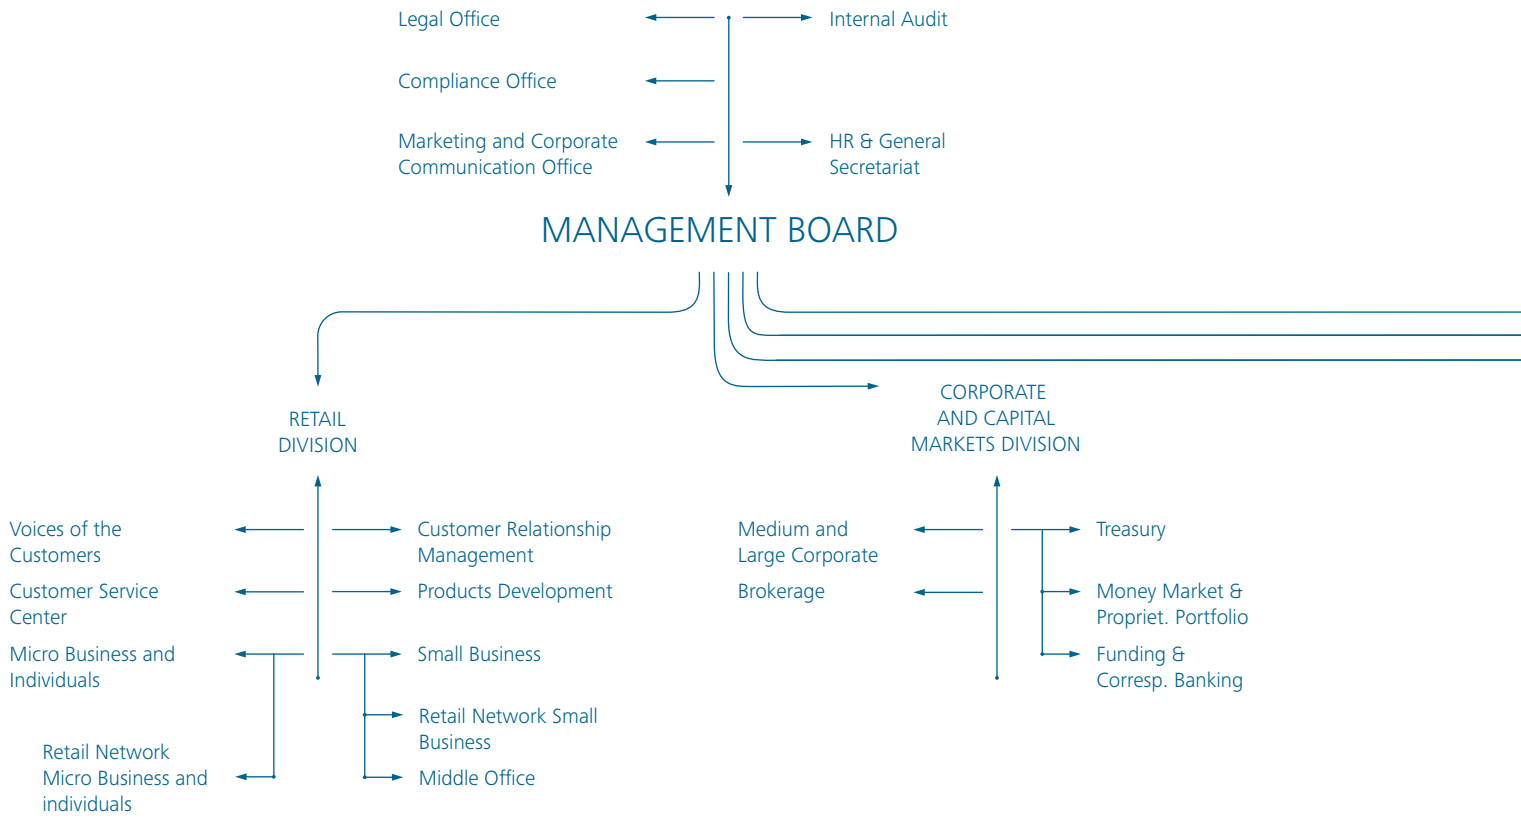 Legal Office
Internal Audit
Compliance Office
Marketing and Corporate
Communication Office
HR & General
Secretariat
MANAGEMENT BOARD
RETAIL
DIVISION
CORPORATE
AND CAPITAL
MARKETS DIVISION
Voices of the
Customers
Customer Relationship
Management
Customer Service
Center
Products Development
Micro Business and
Individuals
Small Business
Retail Network Small
Business
Retail Network
Micro Business and
individuals
Middle Office
Medium and
Large Corporate
Treasury
Brokerage
Money Market &
Propriet. Portfolio
Funding &
Corresp. Banking